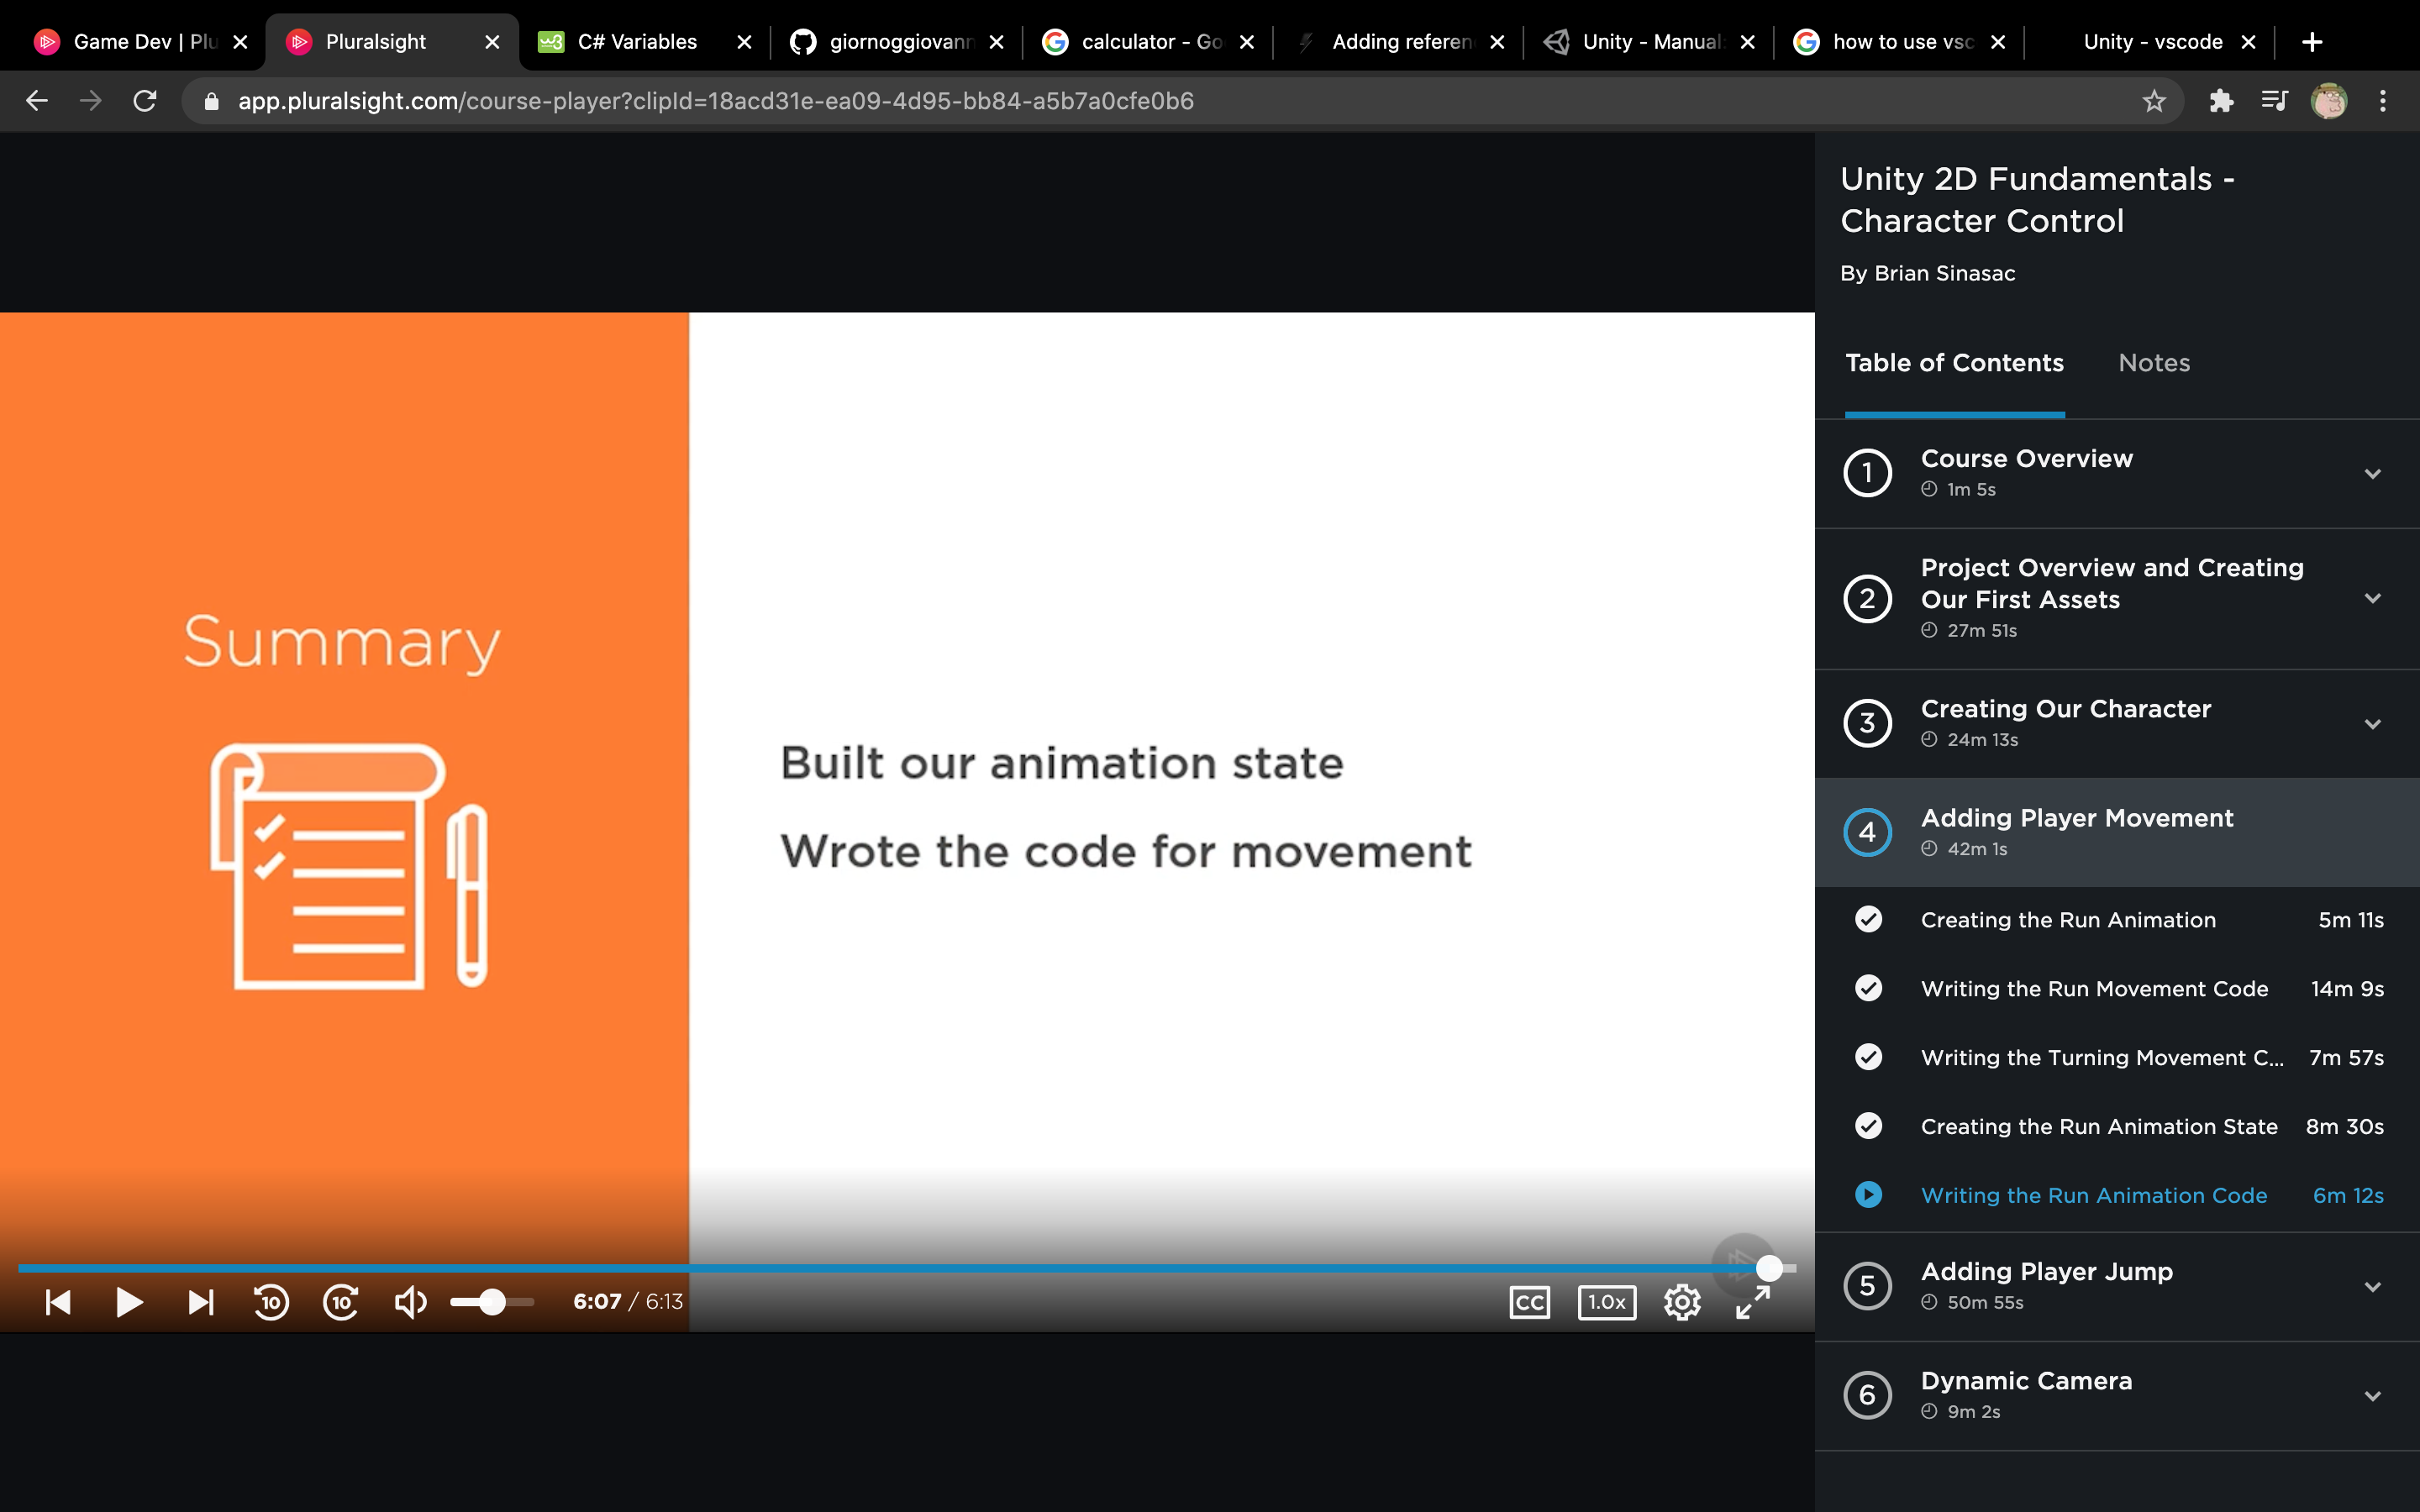 Game Dev | Plu
Pluralsight
C# Variables
giornoggiovann
calculator - Go
Adding referen
Unity - Manual:
how to use vsc
Unity - vscode
app.pluralsight.com/course-player?clipId=18acd31e-ea09-4d95-bb84-a5b7a0cfe0b6
Summary
Built our animation state
Wrote the code for movement
10
10
6:07 / 6:13
CC
1.0x
Unity 2D Fundamentals -
Character Control
By Brian Sinasac
Table of Contents Notes
1 Course Overview
1m 5s
2 Project Overview and Creating
Our First Assets
27m 51s
3 Creating Our Character
24m 13s
4 Adding Player Movement
42m 1s
Creating the Run Animation 5m 11s
Writing the Run Movement Code 14m 9s
Writing the Turning Movement C... 7m 57s
Creating the Run Animation State 8m 30s
Writing the Run Animation Code 6m 12s
5 Adding Player Jump
50m 55s
6 Dynamic Camera
9m 2s